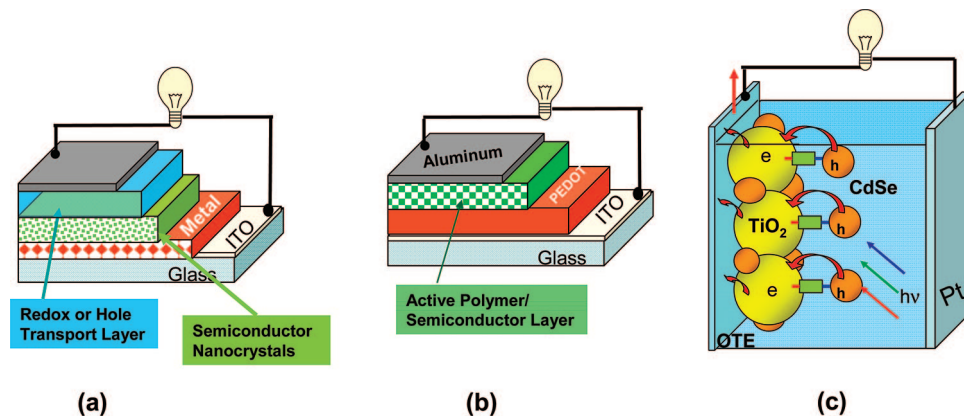 Metal
ITO
Glass
Redox or Hole
Transport Layer
Semiconductor
Nanocrystals
(a)
Aluminum
PEDOT
ITO
Glass
Active Polymer/
Semiconductor Layer
(b)
e
h
CdSe
TiO₂
h
e
h
hν
Pt
OTE
(c)